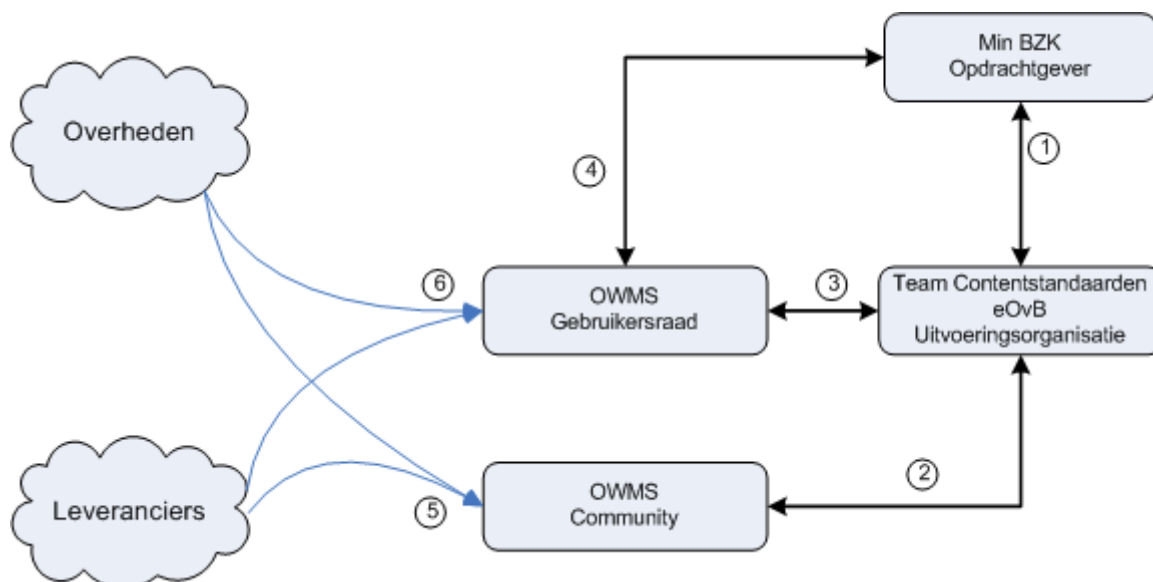 Min BZK
Opdrachtgever
Overheden
1
4
6
OWMS
Gebruikersraad
3
Team Contentstandaarden
eOvB
Uitvoeringsorganisatie
Leveranciers
5
OWMS
Community
2